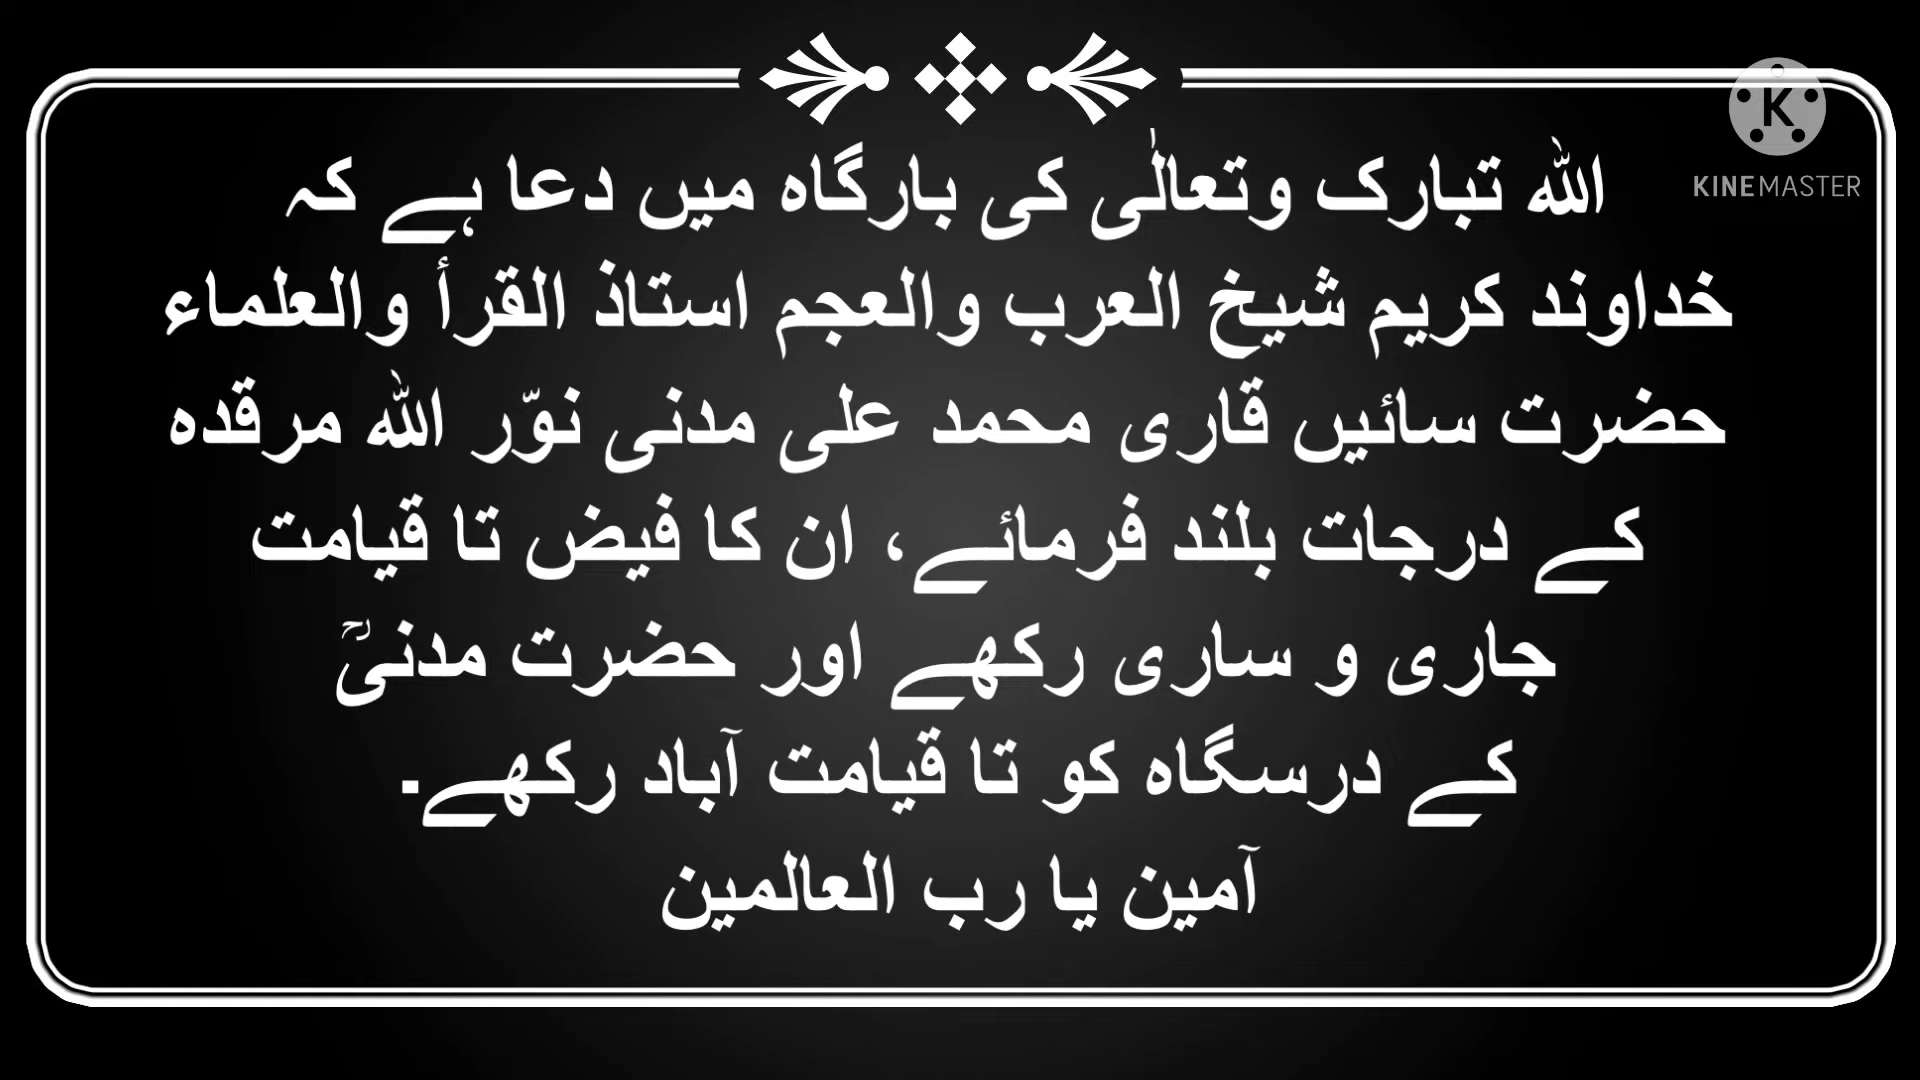 اللہ تبارک وتعالٰی کی بارگاہ میں دعا ہے کہ
خداوند کریم شیخ العرب والعجم استاذ القرأ والعلماء
حضرت سائیں قاری محمد علی مدنی نوّر اللہ مرقدہ
کے درجات بلند فرمائے، ان کا فیض تا قیامت
جاری و ساری رکھے اور حضرت مدنیؒ
کے درسگاہ کو تا قیامت آباد رکھے.
آمین یا رب العالمین
K
KINEMASTER